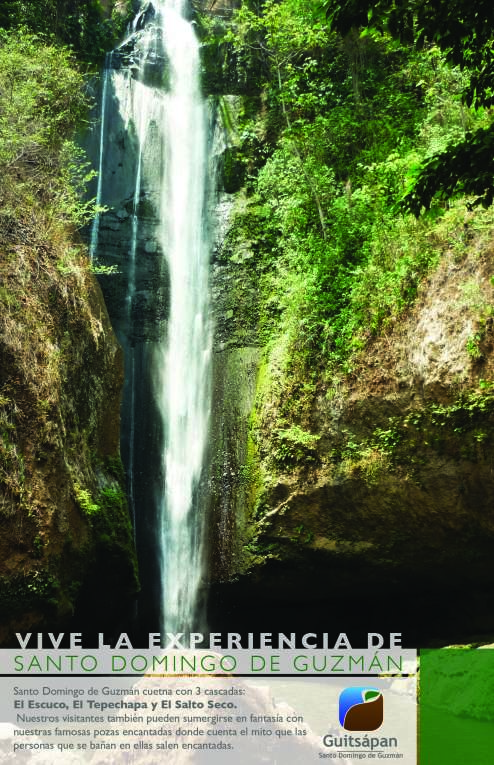 VIVE LA EXPERIENCIA DE
SANTO DOMINGO DE GUZMÁN
Santo Domingo de Guzmán cuetna con 3 cascadas:
El Escuco, El Tepechapa y El Salto Seco.
Nuestros visitantes también pueden sumergirse en fantasía con
nuestras famosas pozas encantadas donde cuenta el mito que las
personas que se bañan en ellas salen encantadas.
Guitsápan
Santo Domingo de Guzmán